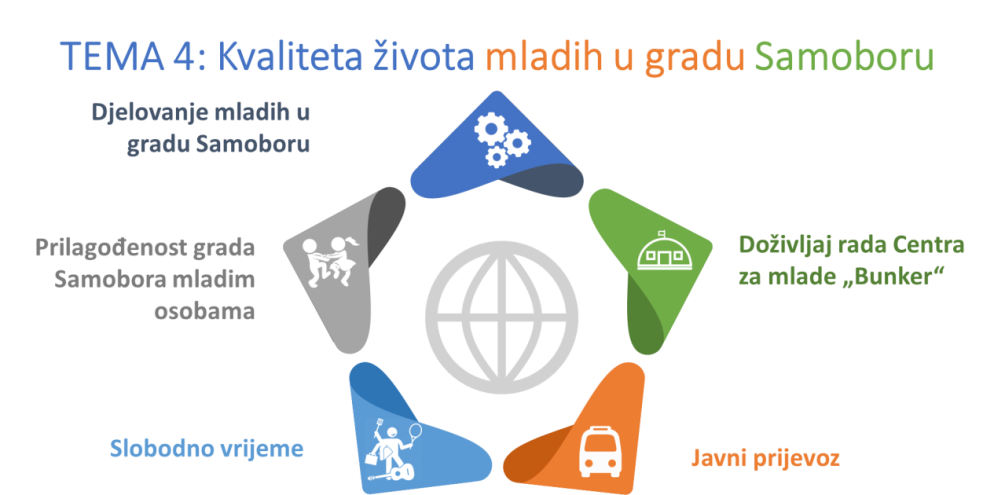 TEMA 4: Kvaliteta života mladih u gradu Samoboru
Djelovanje mladih u
gradu Samoboru
Prilagođenost grada
Samobora mladim
osobama
Doživljaj rada Centra
za mlade „Bunker“
Slobodno vrijeme
Javni prijevoz